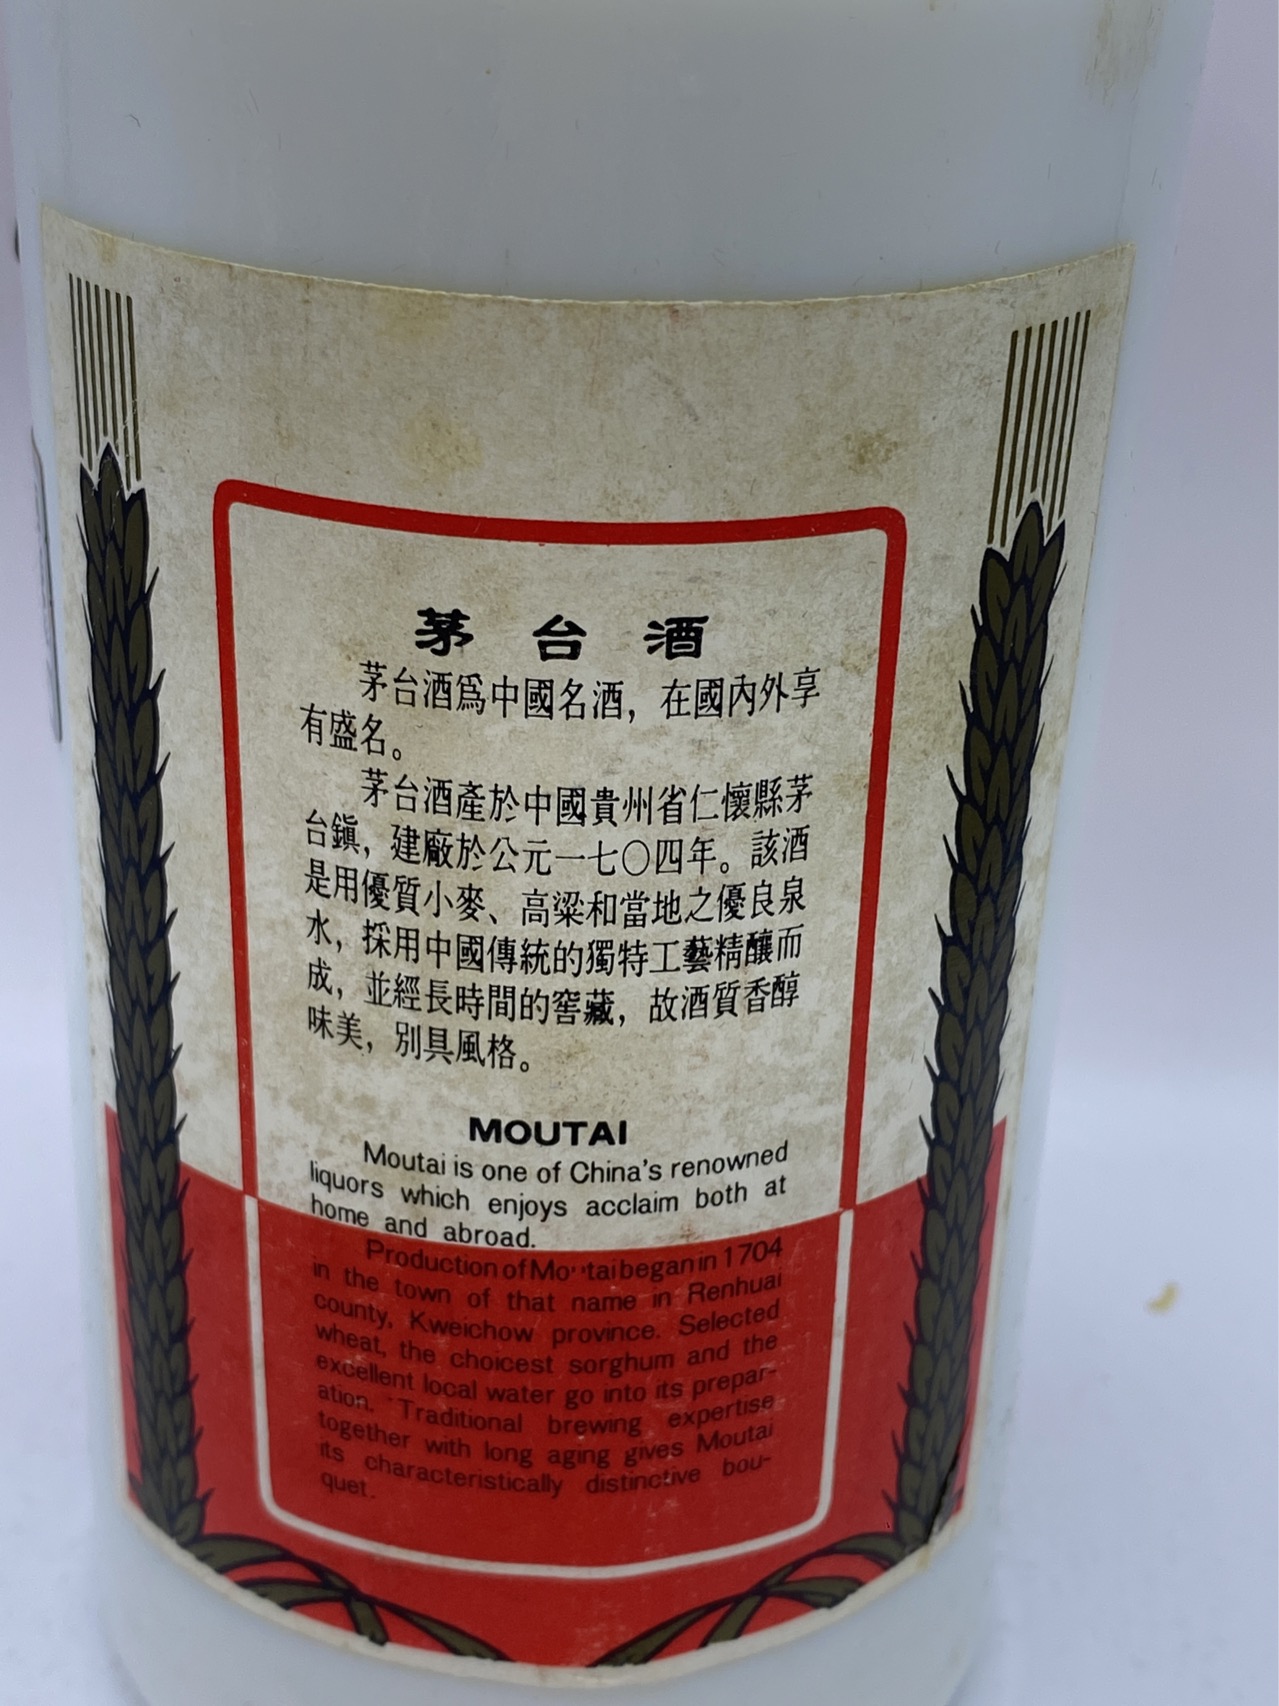 茅台酒
茅台酒爲中國名酒，在國內外享
有盛名。
茅台酒產於中國貴州省仁懷縣茅
台鎭，建廠於公元一七〇四年。該酒
是用優質小麥、高粱和當地之優良泉
水，採用中國傳統的獨特工藝精釀而
成，並經長時間的窖藏，故酒質香醇
味美，別具風格。
MOUTAI
Moutai is one of China's renowned
liquors which enjoys acclaim both at
home and abroad.
Production of Moutai began in 1704
in the town of that name in Renhuai
county, Kweichow province. Selected
wheat, the choicest sorghum and the
excellent local water go into its prepar-
ation. Traditional brewing expertise
together with long aging gives Moutai
its characteristically distinctive bou-
quet.